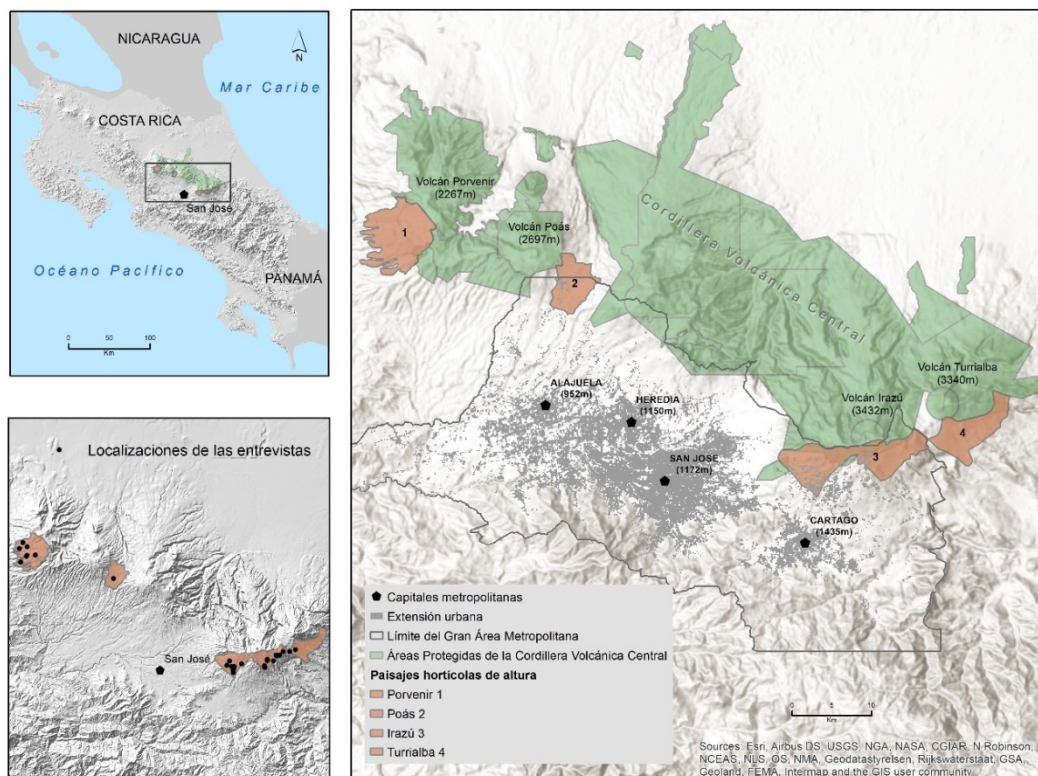 NICARAGUA
N
Mar Caribe
COSTA RICA
San José
Océano Pacífico
PANAMÁ
0 50 100
Km
Localizaciones de las entrevistas
San José
Volcán Porvenir
(2267m)
1
Volcán Poás
(2697m)
2
Cordillera Volcánica Central
Volcán Turrialba
(3340m)
Volcán Irazú
(3432m)
4
3
ALAJUELA
(952m)
HEREDIA
(1150m)
SAN JOSE
(1172m)
CARTAGO
(1435m)
Capitales metropolitanas
Extensión urbana
Límite del Gran Área Metropolitana
Áreas Protegidas de la Cordillera Volcánica Central
Paisajes hortícolas de altura
Porvenir 1
Poás 2
Irazú 3
Turrialba 4
0 5 10
Km
Sources: Esri, Airbus DS, USGS, NGA, NASA, CGIAR, N Robinson,
NCEAS, NLS, OS, NMA, Geodatastyrelsen, Rijkswaterstaat, GSA,
Geoland, FEMA, Intermap and the GIS user community